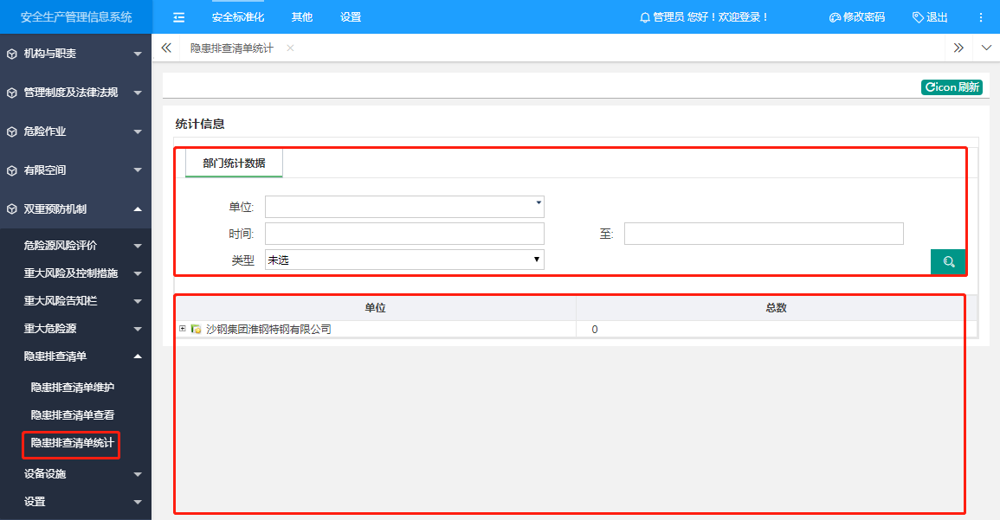 安全生产管理信息系统
安全标准化 其他 设置
管理员 您好！欢迎登录！ 修改密码 退出
机构与职责
管理制度及法律法规
危险作业
有限空间
双重预防机制
危险源风险评价
重大风险及控制措施
重大风险告知栏
重大危险源
隐患排查清单
隐患排查清单维护
隐患排查清单查看
隐患排查清单统计
设备设施
设置
隐患排查清单统计
icon 刷新
统计信息
部门统计数据
单位:
时间: 至:
类型 未选
单位 总数
沙钢集团淮钢特钢有限公司 0